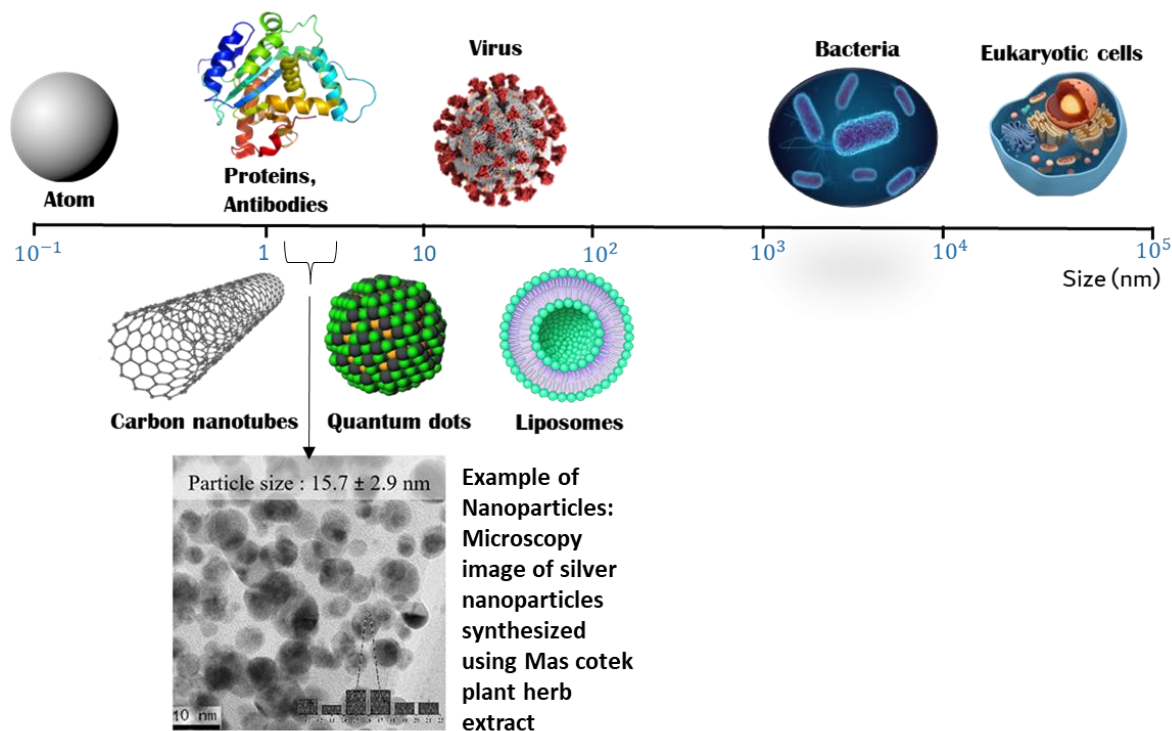 Atom
Proteins,
Antibodies
Virus
Bacteria
Eukaryotic cells
10⁻¹
1
10
10²
10³
10⁴
10⁵
Size (nm)
Carbon nanotubes
Quantum dots
Liposomes
Particle size : 15.7 ± 2.9 nm
10 nm
Example of
Nanoparticles:
Microscopy
image of silver
nanoparticles
synthesized
using Mas cotek
plant herb
extract